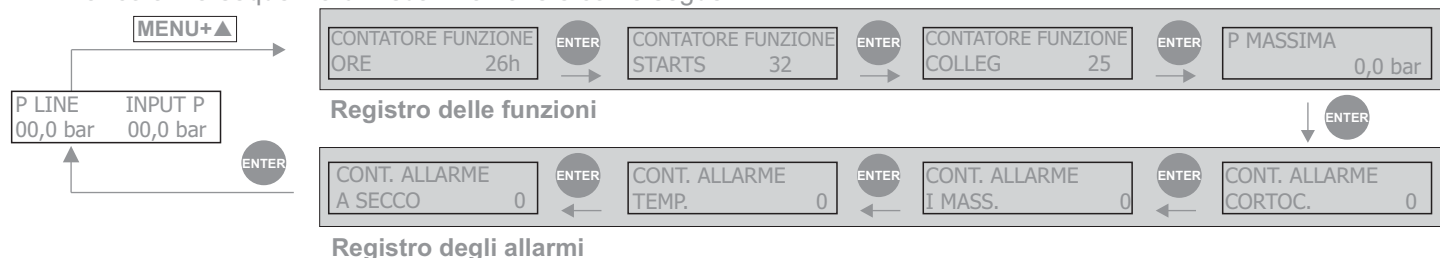 MENU+▲
CONTATORE FUNZIONE
ORE 26h
ENTER
CONTATORE FUNZIONE
STARTS 32
ENTER
CONTATORE FUNZIONE
COLLEG 25
ENTER
P MASSIMA
0,0 bar
P LINE INPUT P
00,0 bar 00,0 bar
Registro delle funzioni
ENTER
ENTER
CONT. ALLARME
A SECCO 0
ENTER
CONT. ALLARME
TEMP. 0
ENTER
CONT. ALLARME
I MASS. 0
ENTER
CONT. ALLARME
CORTOC. 0
Registro degli allarmi